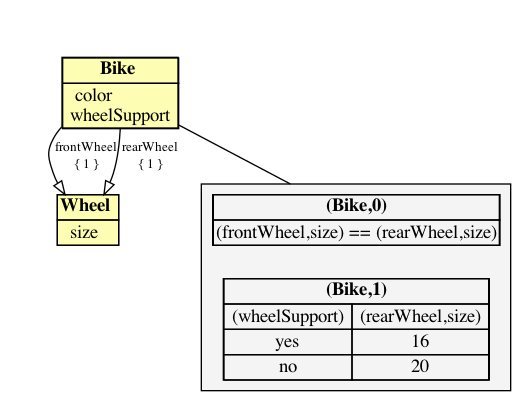 Bike
color
wheelSupport
frontWheel
{ 1 }
rearWheel
{ 1 }
Wheel
size
(Bike,0)
(frontWheel,size) == (rearWheel,size)
(Bike,1)
(wheelSupport) (rearWheel,size)
yes 16
no 20